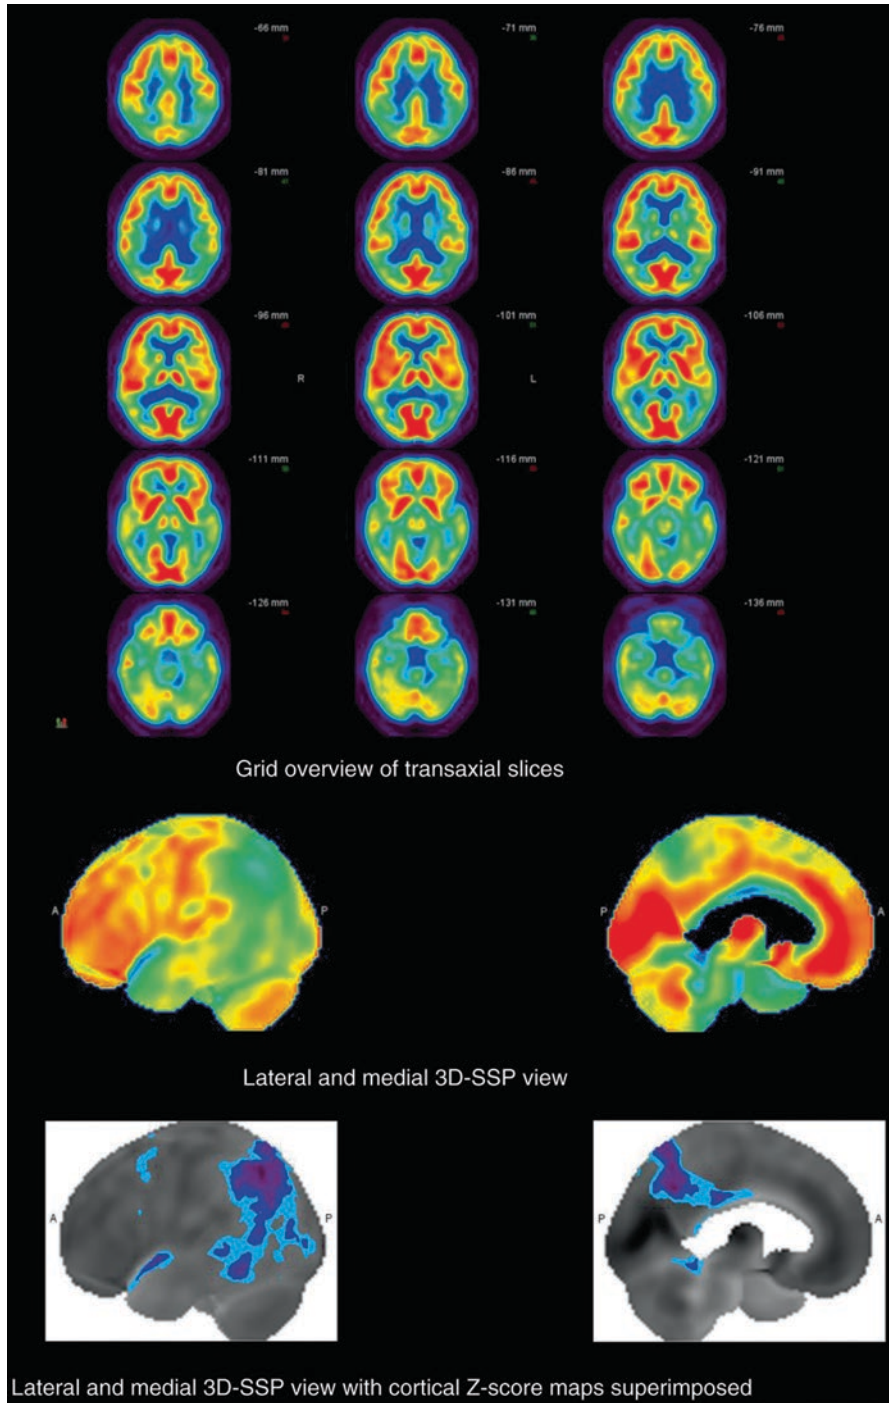 -66 mm
-71 mm
-76 mm
-81 mm
-86 mm
-91 mm
-96 mm
-101 mm
-106 mm
R
L
-111 mm
-116 mm
-121 mm
-126 mm
-131 mm
-136 mm
Grid overview of transaxial slices
A
P
P
A
Lateral and medial 3D-SSP view
A
P
P
A
Lateral and medial 3D-SSP view with cortical Z-score maps superimposed